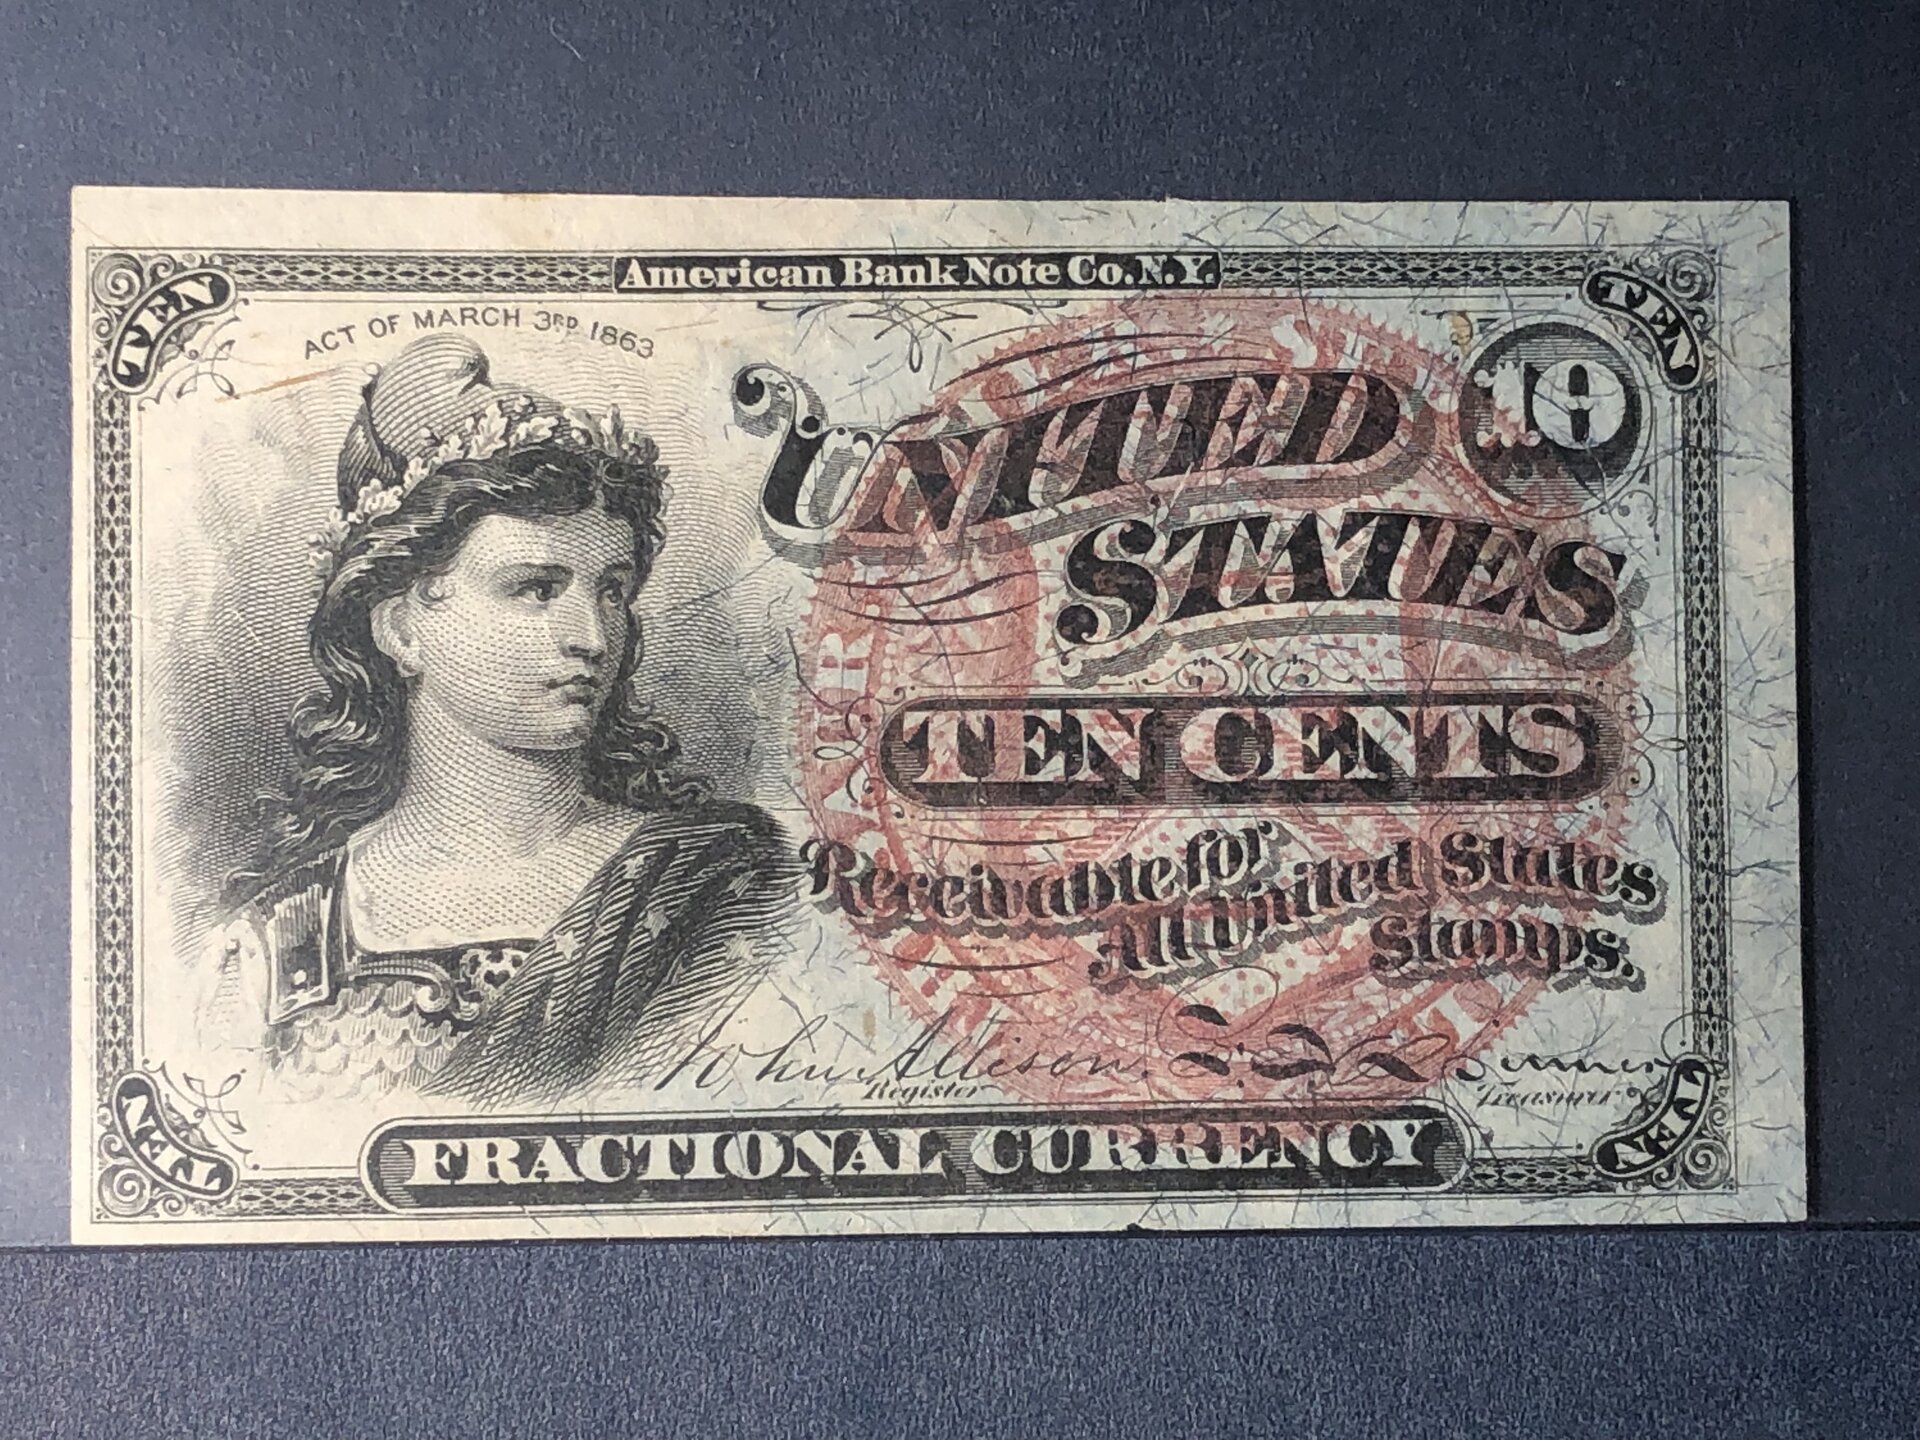 American Bank Note Co. N.Y.
TEN
TEN
ACT OF MARCH 3RD 1863
10
UNITED
STATES
TEN CENTS
Receivable for
All United States
Stamps.
John Allison.
Register
Treasurer
TEN
TEN
FRACTIONAL CURRENCY